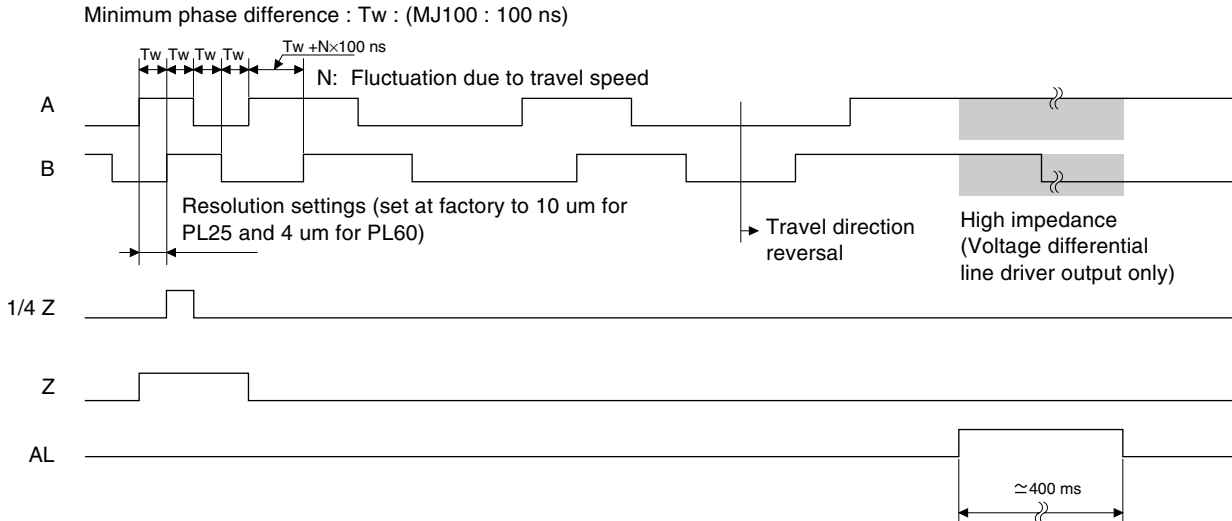 Minimum phase difference : Tw : (MJ100 : 100 ns)
Tw Tw Tw Tw
Tw +N×100 ns
N: Fluctuation due to travel speed
A
B
Resolution settings (set at factory to 10 um for
PL25 and 4 um for PL60)
Travel direction
reversal
High impedance
(Voltage differential
line driver output only)
1/4 Z
Z
AL
≃400 ms